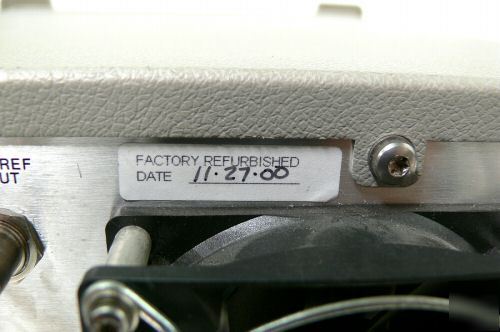 REF
UT
FACTORY REFURBISHED
DATE 11·27·00